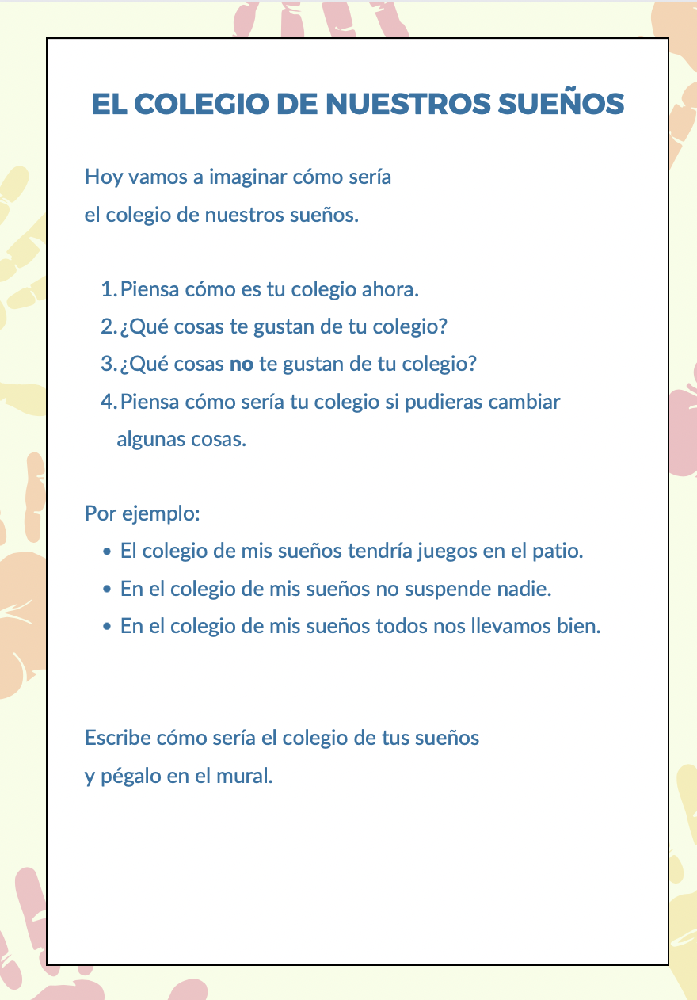 EL COLEGIO DE NUESTROS SUEÑOS
Hoy vamos a imaginar cómo sería
el colegio de nuestros sueños.
1. Piensa cómo es tu colegio ahora.
2. ¿Qué cosas te gustan de tu colegio?
3. ¿Qué cosas no te gustan de tu colegio?
4. Piensa cómo sería tu colegio si pudieras cambiar
algunas cosas.
Por ejemplo:
• El colegio de mis sueños tendría juegos en el patio.
• En el colegio de mis sueños no suspende nadie.
• En el colegio de mis sueños todos nos llevamos bien.
Escribe cómo sería el colegio de tus sueños
y pégalo en el mural.